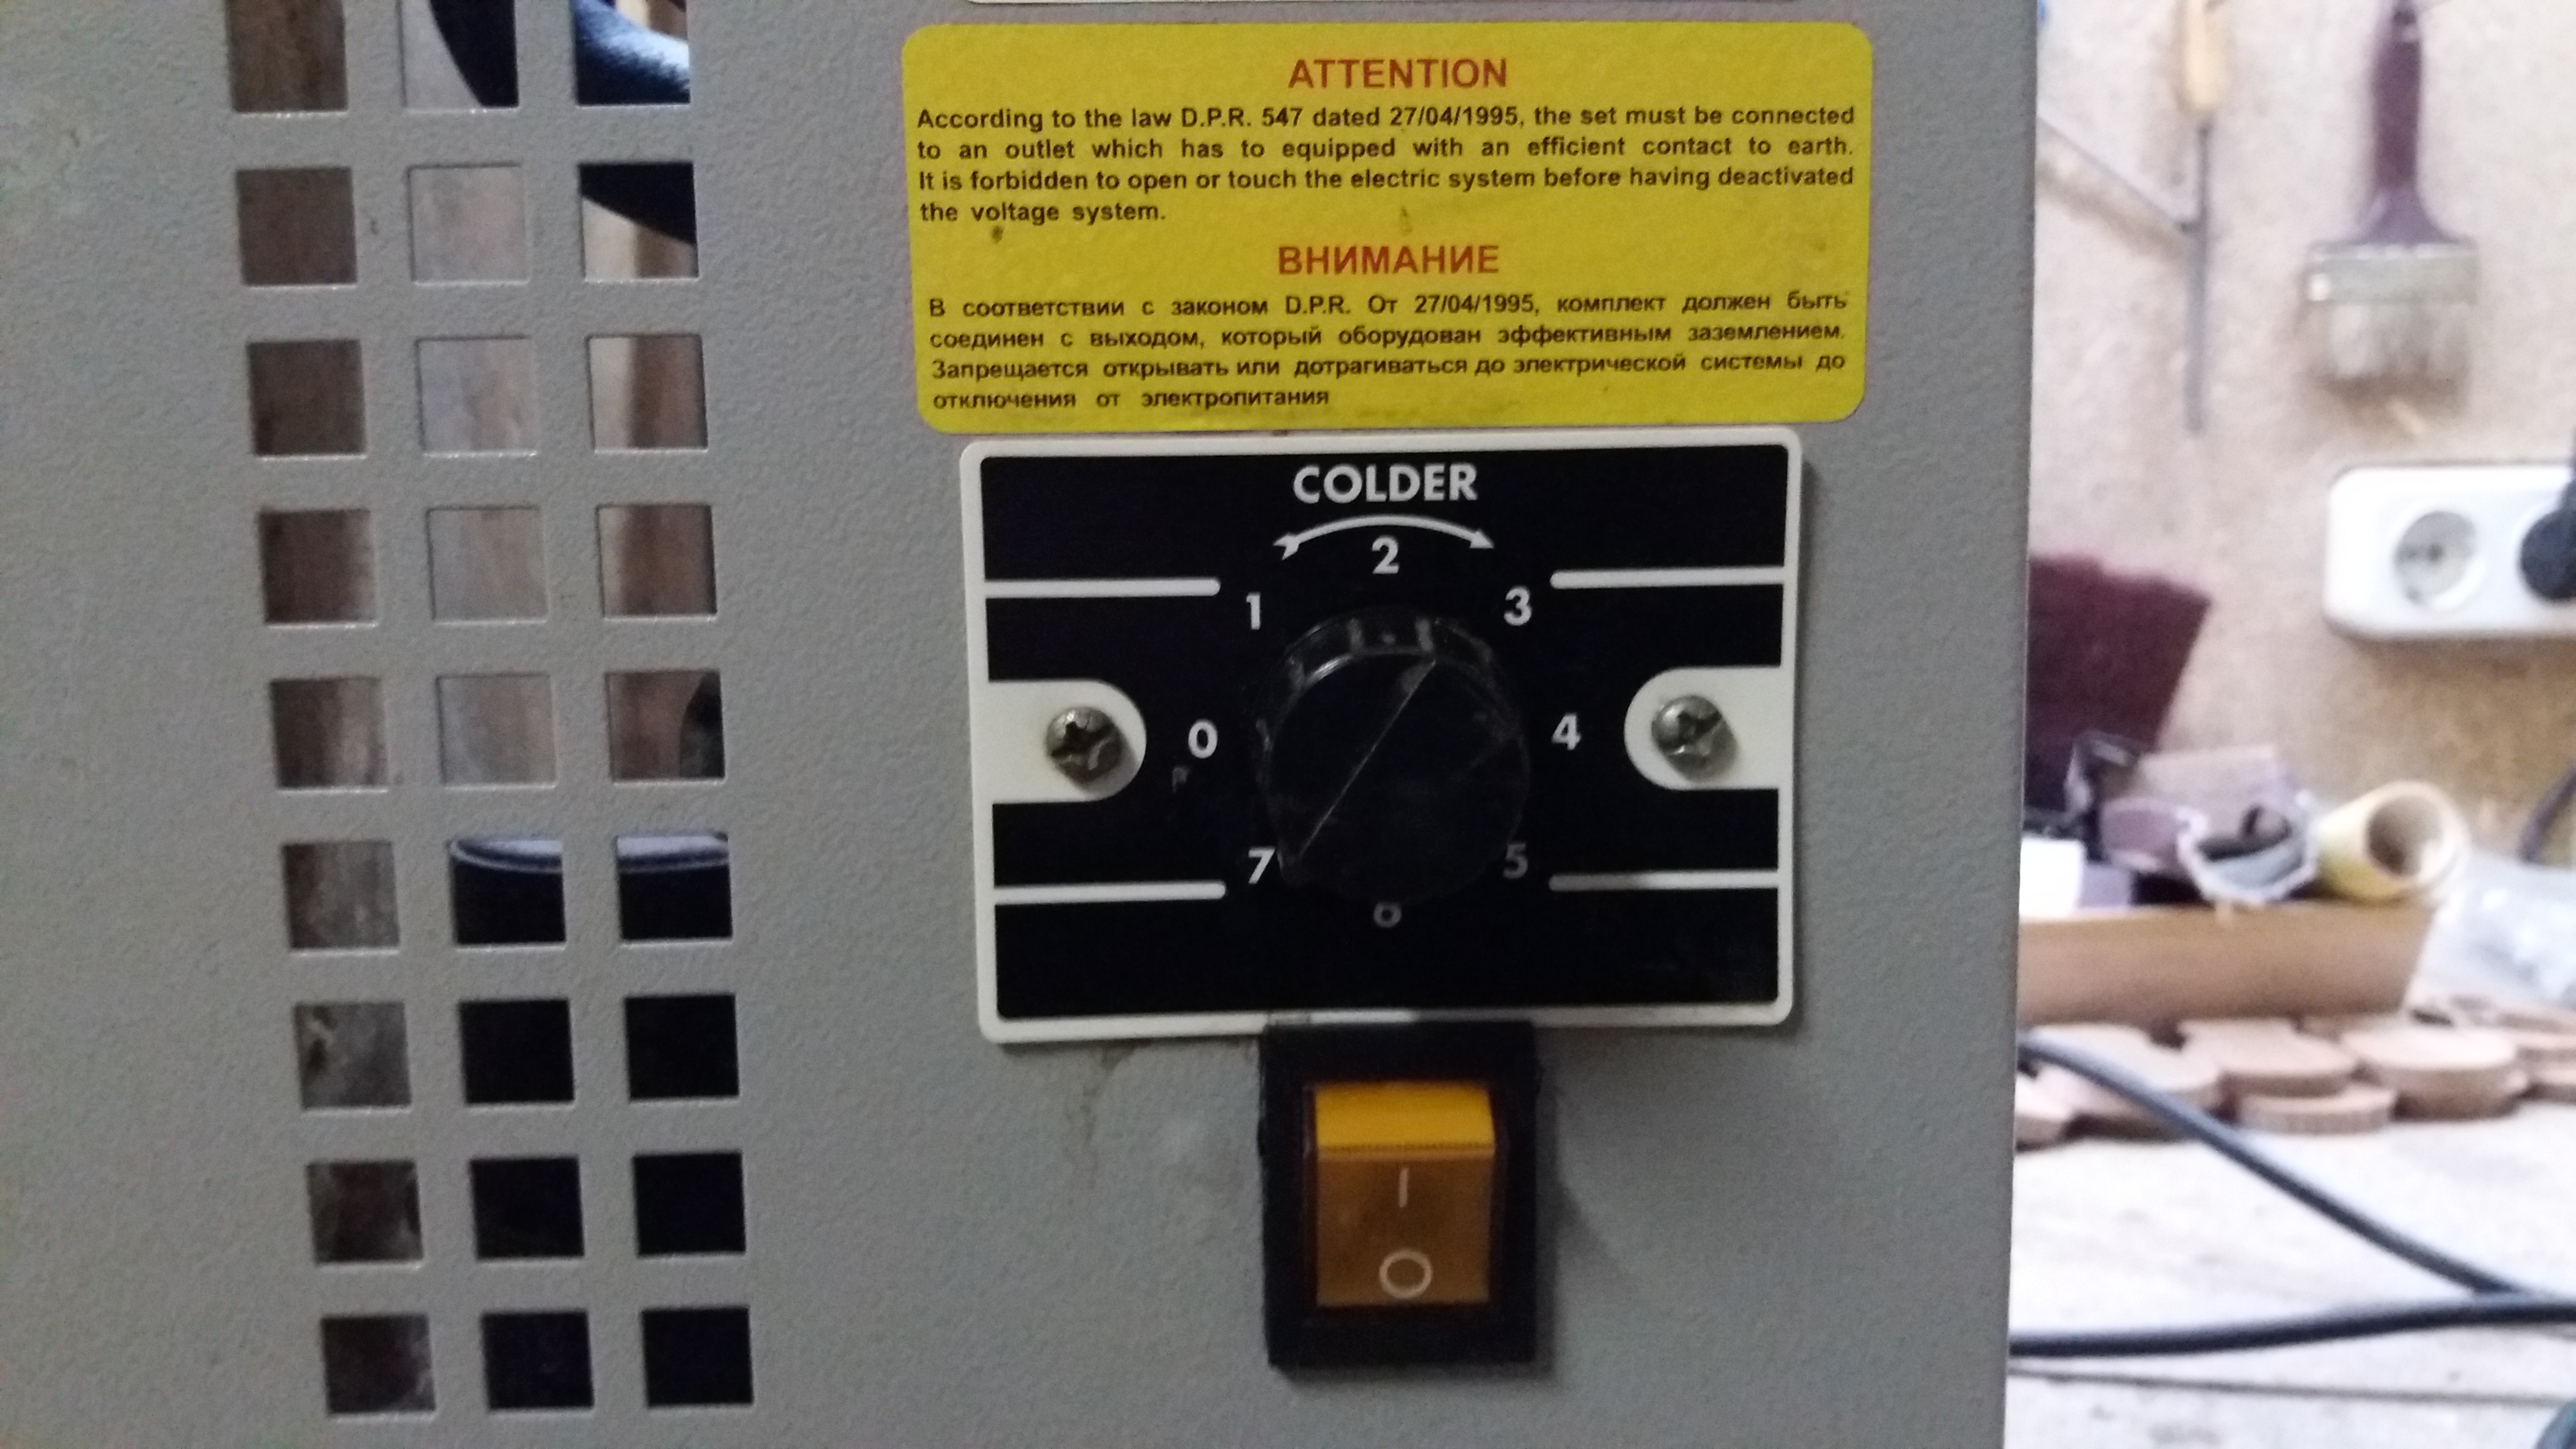 ATTENTION
According to the law D.P.R. 547 dated 27/04/1995, the set must be connected
to an outlet which has to equipped with an efficient contact to earth.
It is forbidden to open or touch the electric system before having deactivated
the voltage system.
ВНИМАНИЕ
В соответствии с законом D.P.R. От 27/04/1995, комплект должен быть
соединен с выходом, который оборудован эффективным заземлением.
Запрещается открывать или дотрагиваться до электрической системы до
отключения от электропитания
COLDER
2
1 3
0 4
7 5
6
I
O